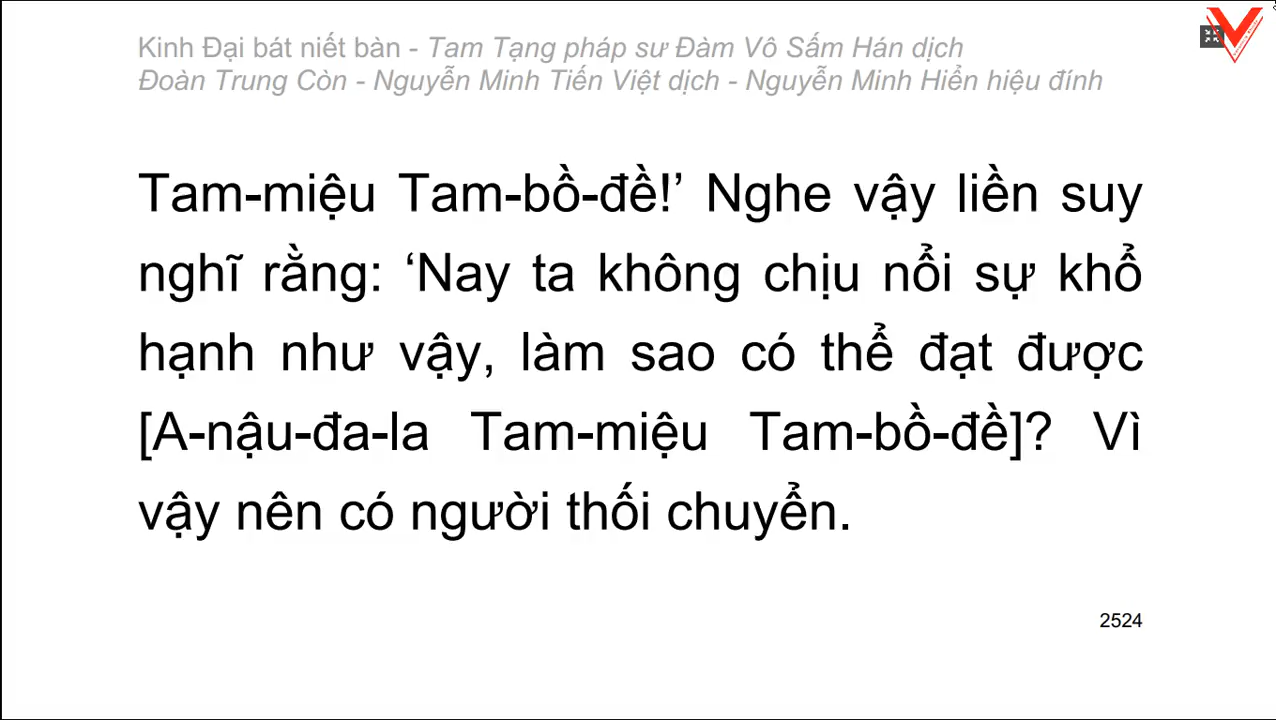 Kinh Đại bát niết bàn - Tam Tạng pháp sư Đàm Vô Sấm Hán dịch
Đoàn Trung Còn - Nguyễn Minh Tiến Việt dịch - Nguyễn Minh Hiển hiệu đính
Tam-miệu Tam-bồ-đề!’ Nghe vậy liền suy
nghĩ rằng: ‘Nay ta không chịu nổi sự khổ
hạnh như vậy, làm sao có thể đạt được
[A-nậu-đa-la Tam-miệu Tam-bồ-đề]? Vì
vậy nên có người thối chuyển.
2524